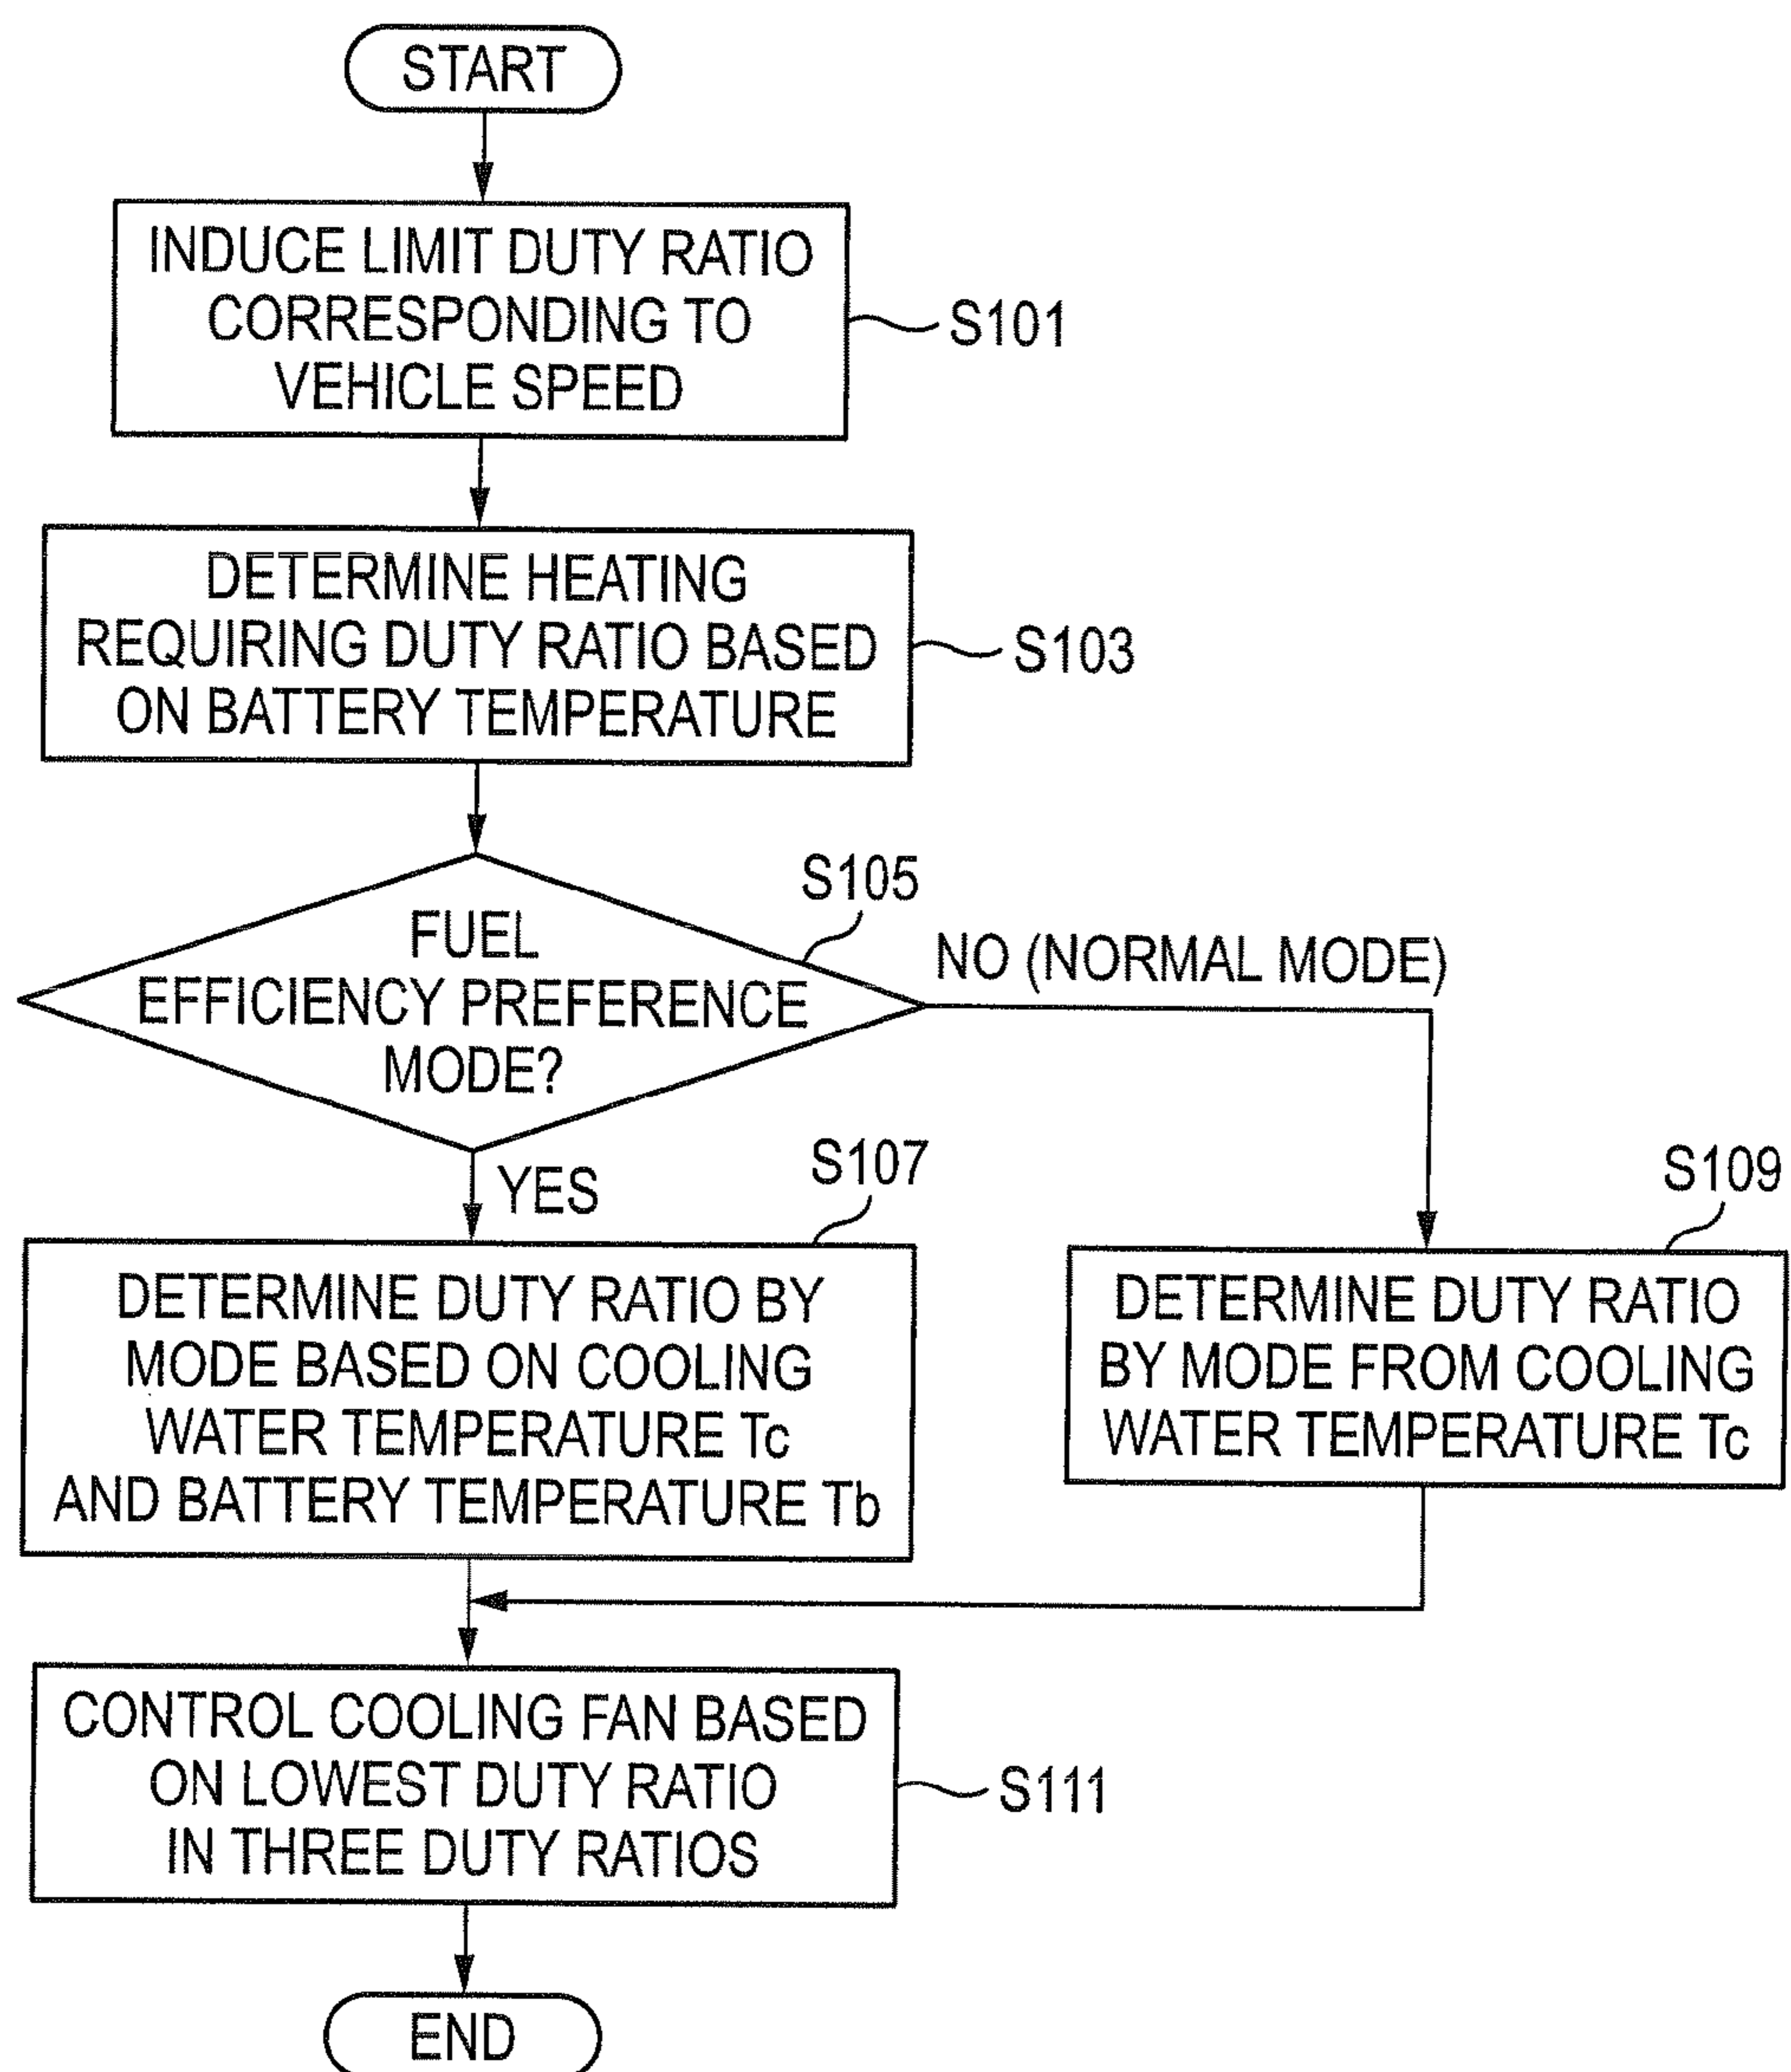 START
INDUCE LIMIT DUTY RATIO
CORRESPONDING TO
VEHICLE SPEED
S101
DETERMINE HEATING
REQUIRING DUTY RATIO BASED
ON BATTERY TEMPERATURE
S103
S105
FUEL
EFFICIENCY PREFERENCE
MODE?
NO (NORMAL MODE)
YES
S107
DETERMINE DUTY RATIO BY
MODE BASED ON COOLING
WATER TEMPERATURE Tc
AND BATTERY TEMPERATURE Tb
S109
DETERMINE DUTY RATIO
BY MODE FROM COOLING
WATER TEMPERATURE Tc
CONTROL COOLING FAN BASED
ON LOWEST DUTY RATIO
IN THREE DUTY RATIOS
S111
END